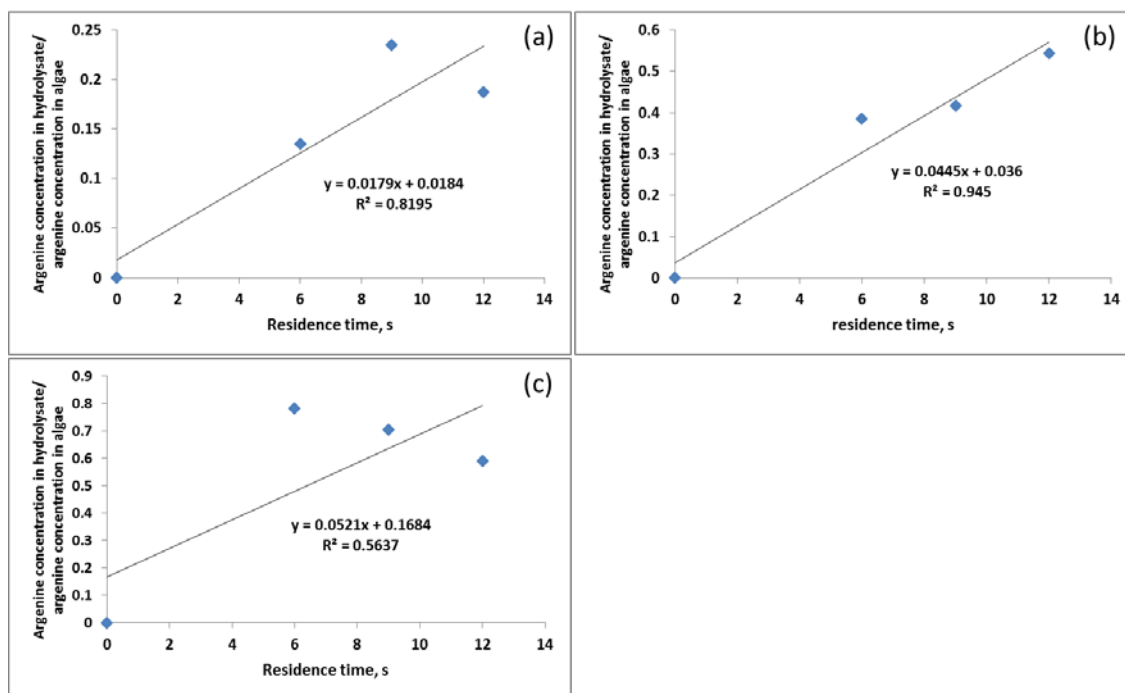 (a)
Argenine concentration in hydrolysate/
argenine concentration in algae
0.25
0.2
0.15
0.1
0.05
0
y = 0.0179x + 0.0184
R² = 0.8195
0 2 4 6 8 10 12 14
Residence time, s
(b)
Argenine concentration in hydrolysate/
argenine concentration in algae
0.6
0.5
0.4
0.3
0.2
0.1
0
y = 0.0445x + 0.036
R² = 0.945
0 2 4 6 8 10 12 14
residence time, s
(c)
Argenine concentration in hydrolysate/
argenine concentration in algae
0.9
0.8
0.7
0.6
0.5
0.4
0.3
0.2
0.1
0
y = 0.0521x + 0.1684
R² = 0.5637
0 2 4 6 8 10 12 14
Residence time, s